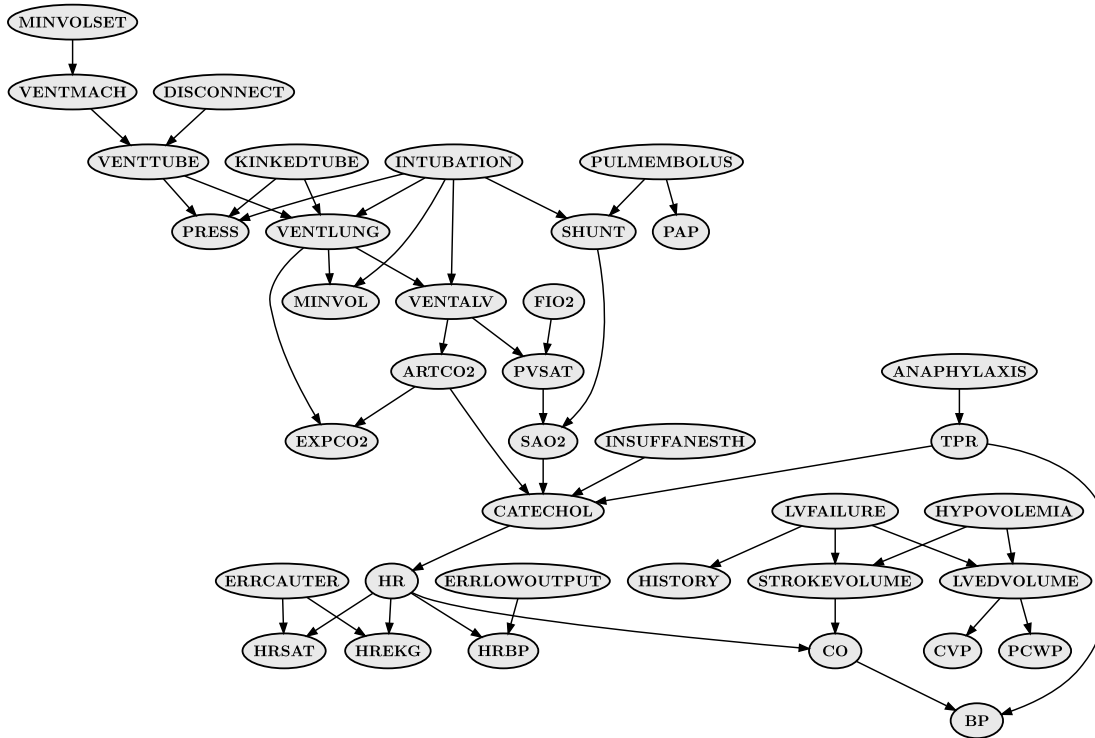 MINVOLSET
VENTMACH
DISCONNECT
VENTTUBE
KINKEDTUBE
INTUBATION
PULMEMBOLUS
PRESS
VENTLUNG
SHUNT
PAP
MINVOL
VENTALV
FIO2
ARTCO2
PVSAT
ANAPHYLAXIS
EXPCO2
SAO2
INSUFFANESTH
TPR
CATECHOL
LVFAILURE
HYPOVOLEMIA
ERRCAUTER
HR
ERRLOWOUTPUT
HISTORY
STROKEVOLUME
LVEDVOLUME
HRSAT
HREKG
HRBP
CO
CVP
PCWP
BP